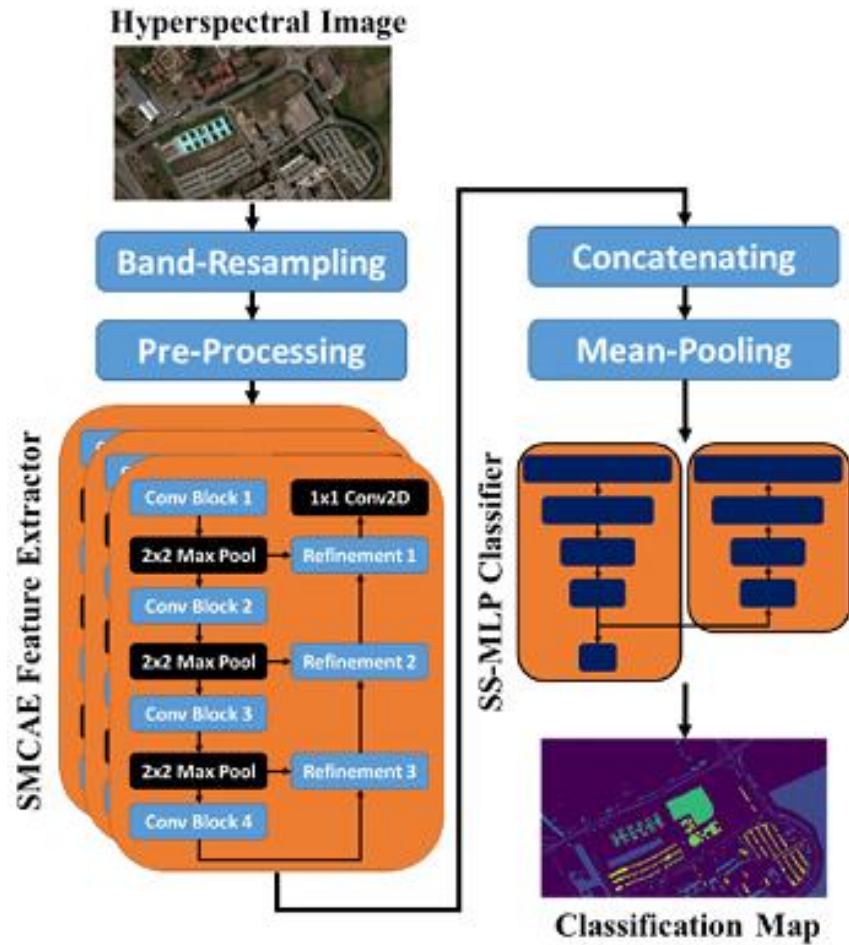 Hyperspectral Image
Band-Resampling
Pre-Processing
SMCAE Feature Extractor
Conv Block 1
2x2 Max Pool
Conv Block 2
2x2 Max Pool
Conv Block 3
2x2 Max Pool
Conv Block 4
1x1 Conv2D
Refinement 1
Refinement 2
Refinement 3
Concatenating
Mean-Pooling
SS-MLP Classifier
Classification Map